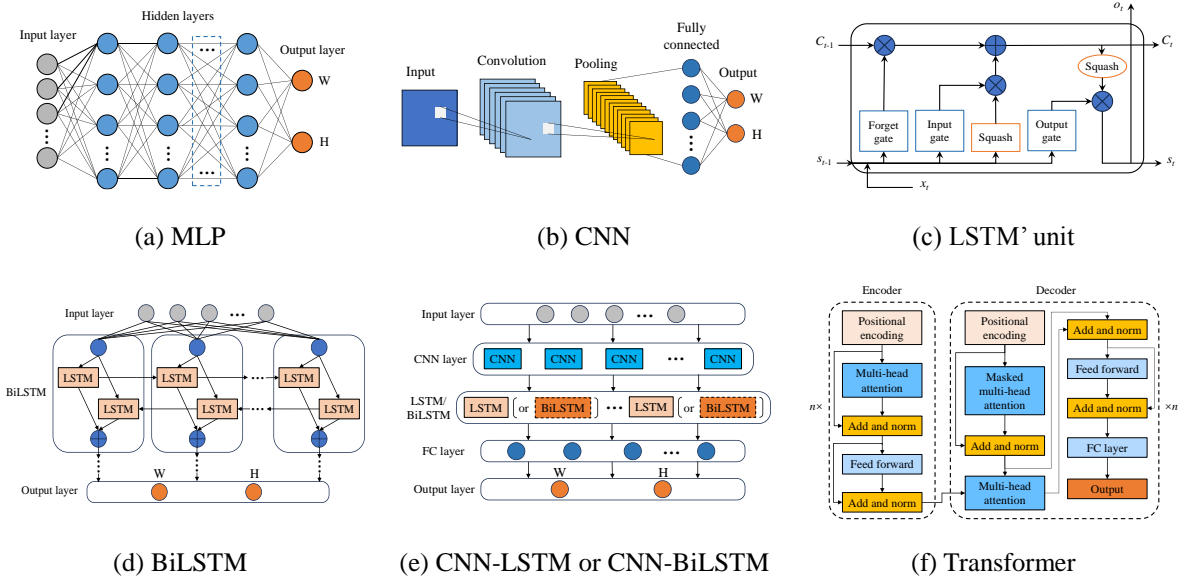 Hidden layers
Input layer
Output layer
...
W
H
(a) MLP
Fully
connected
Input
Convolution
Pooling
Output
W
H
(b) CNN
o_t
C_{t-1}
C_t
Squash
Forget
gate
Input
gate
Squash
Output
gate
s_{t-1}
s_t
x_t
(c) LSTM’ unit
Input layer
...
BiLSTM
LSTM
LSTM
LSTM
...
LSTM
LSTM
...
LSTM
W
H
Output layer
(d) BiLSTM
Input layer
...
CNN layer
CNN
CNN
CNN
...
CNN
LSTM/
BiLSTM
LSTM
( or BiLSTM )
...
LSTM
( or BiLSTM )
FC layer
...
W
H
Output layer
(e) CNN-LSTM or CNN-BiLSTM
Encoder
Positional
encoding
Multi-head
attention
n×
Add and norm
Feed forward
Add and norm
Decoder
Positional
encoding
Masked
multi-head
attention
Add and norm
Multi-head
attention
Add and norm
Feed forward
Add and norm
×n
FC layer
Output
(f) Transformer